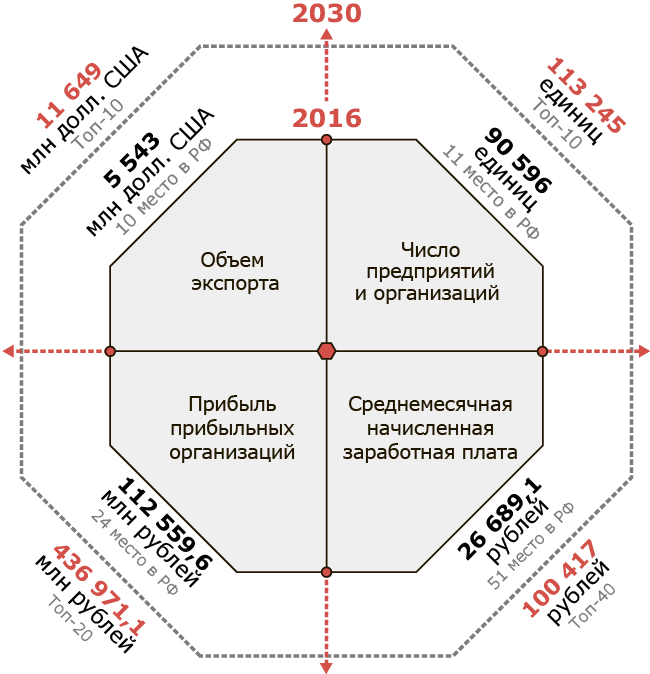 2030
2016
11 649
млн долл. США
Топ-10
5 543
млн долл. США
10 место в РФ
113 245
единиц
Топ-10
90 596
единиц
11 место в РФ
Объем
экспорта
Число
предприятий
и организаций
Прибыль
прибыльных
организаций
Среднемесячная
начисленная
заработная плата
112 559,6
млн рублей
24 место в РФ
436 971,1
млн рублей
Топ-20
26 689,1
рублей
51 место в РФ
100 417
рублей
Топ-40